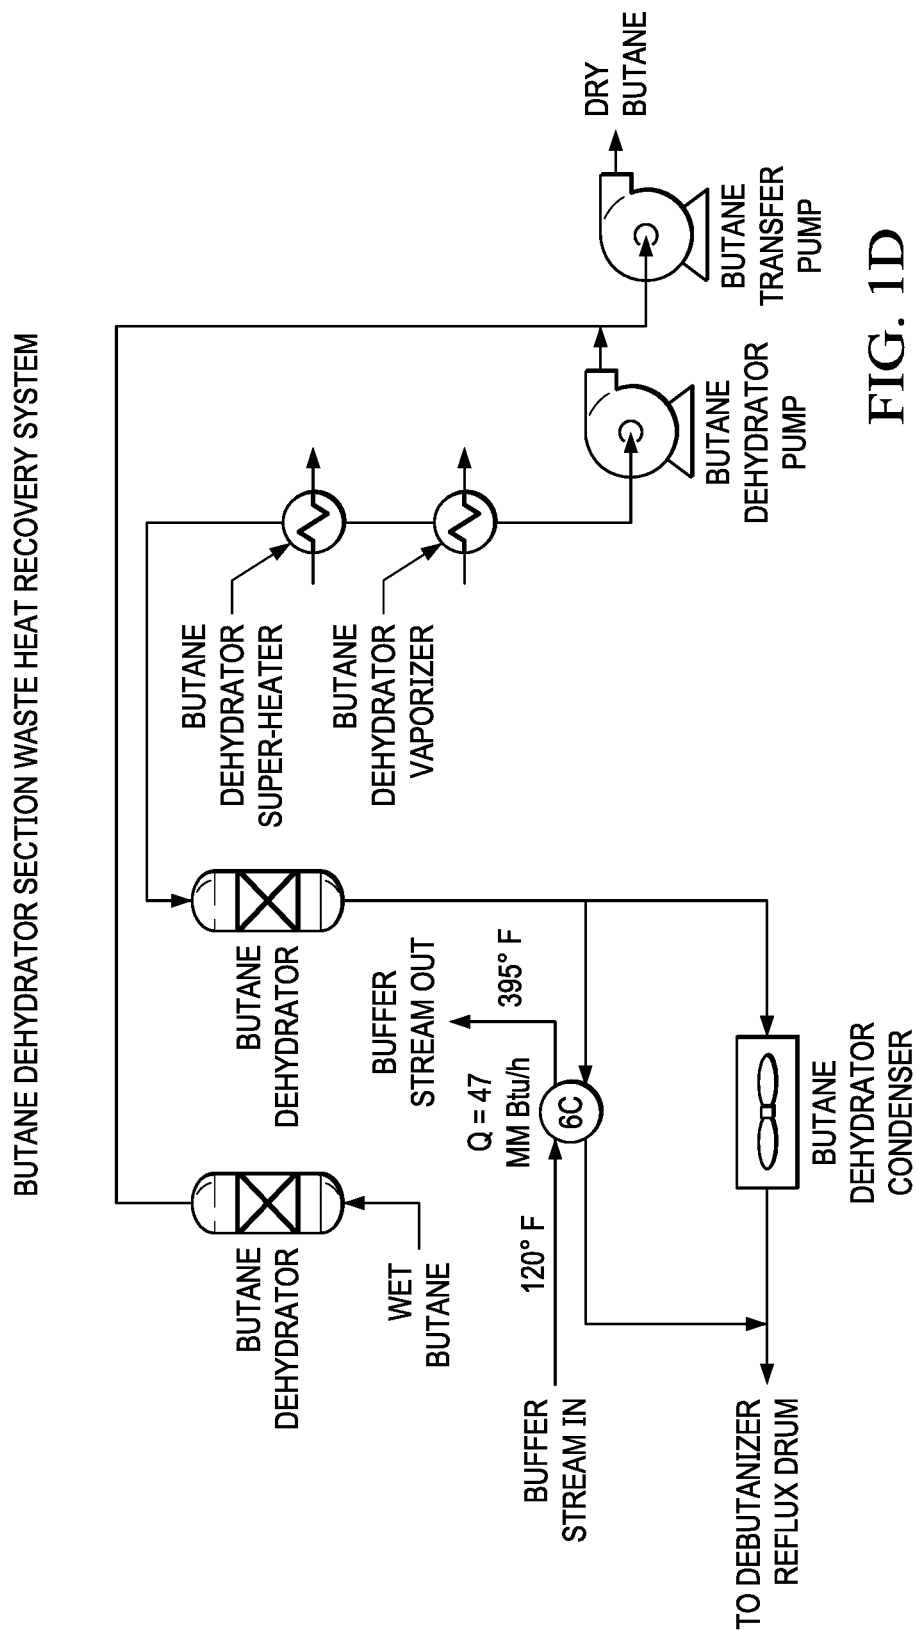 BUTANE DEHYDRATOR SECTION WASTE HEAT RECOVERY SYSTEM
BUTANE
DEHYDRATOR
WET
BUTANE
BUTANE
DEHYDRATOR
BUTANE
DEHYDRATOR
SUPER-HEATER
BUTANE
DEHYDRATOR
VAPORIZER
BUFFER
STREAM IN
120° F
6C
Q = 47
MM Btu/h
BUFFER
STREAM OUT
395° F
TO DEBUTANIZER
REFLUX DRUM
BUTANE
DEHYDRATOR
CONDENSER
BUTANE
DEHYDRATOR
PUMP
BUTANE
TRANSFER
PUMP
DRY
BUTANE
FIG. 1D